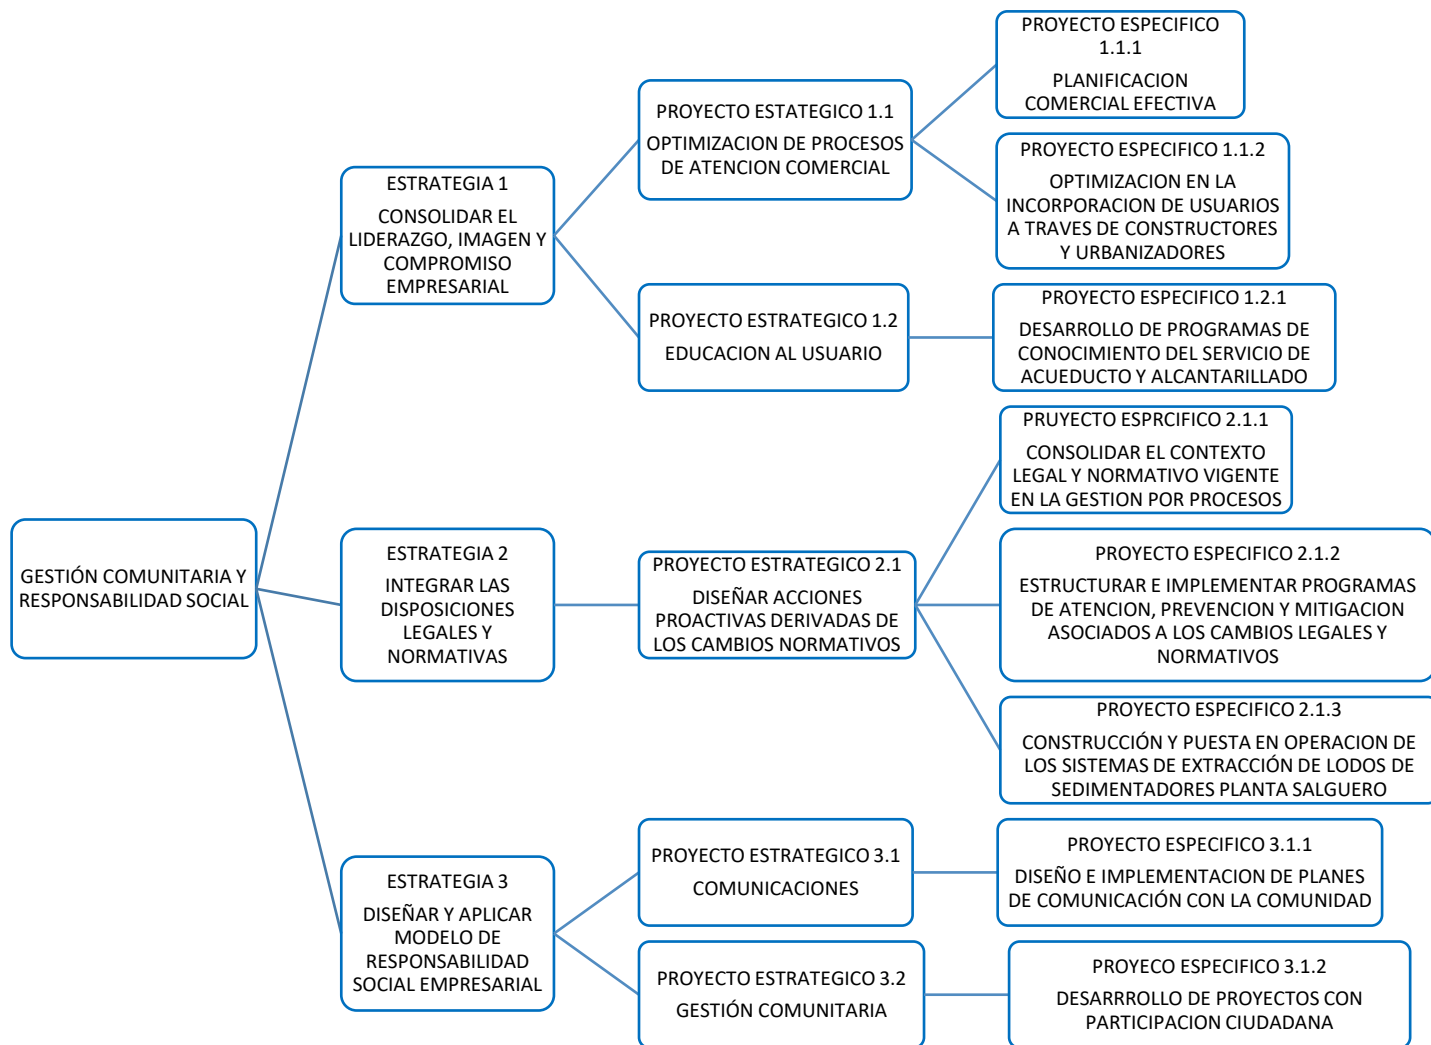 GESTIÓN COMUNITARIA Y
RESPONSABILIDAD SOCIAL
ESTRATEGIA 1
CONSOLIDAR EL
LIDERAZGO, IMAGEN Y
COMPROMISO
EMPRESARIAL
PROYECTO ESTATEGICO 1.1
OPTIMIZACION DE PROCESOS
DE ATENCION COMERCIAL
PROYECTO ESPECIFICO
1.1.1
PLANIFICACION
COMERCIAL EFECTIVA
PROYECTO ESPECIFICO 1.1.2
OPTIMIZACION EN LA
INCORPORACION DE USUARIOS
A TRAVES DE CONSTRUCTORES
Y URBANIZADORES
PROYECTO ESTRATEGICO 1.2
EDUCACION AL USUARIO
PROYECTO ESPECIFICO 1.2.1
DESARROLLO DE PROGRAMAS DE
CONOCIMIENTO DEL SERVICIO DE
ACUEDUCTO Y ALCANTARILLADO
ESTRATEGIA 2
INTEGRAR LAS
DISPOSICIONES
LEGALES Y
NORMATIVAS
PROYECTO ESTRATEGICO 2.1
DISEÑAR ACCIONES
PROACTIVAS DERIVADAS DE
LOS CAMBIOS NORMATIVOS
PRUYECTO ESPRCIFICO 2.1.1
CONSOLIDAR EL CONTEXTO
LEGAL Y NORMATIVO VIGENTE
EN LA GESTION POR PROCESOS
PROYECTO ESPECIFICO 2.1.2
ESTRUCTURAR E IMPLEMENTAR PROGRAMAS
DE ATENCION, PREVENCION Y MITIGACION
ASOCIADOS A LOS CAMBIOS LEGALES Y
NORMATIVOS
PROYECTO ESPECIFICO 2.1.3
CONSTRUCCIÓN Y PUESTA EN OPERACION DE
LOS SISTEMAS DE EXTRACCIÓN DE LODOS DE
SEDIMENTADORES PLANTA SALGUERO
ESTRATEGIA 3
DISEÑAR Y APLICAR
MODELO DE
RESPONSABILIDAD
SOCIAL EMPRESARIAL
PROYECTO ESTRATEGICO 3.1
COMUNICACIONES
PROYECTO ESPECIFICO 3.1.1
DISEÑO E IMPLEMENTACION DE PLANES
DE COMUNICACIÓN CON LA COMUNIDAD
PROYECTO ESTRATEGICO 3.2
GESTIÓN COMUNITARIA
PROYECO ESPECIFICO 3.1.2
DESARRROLLO DE PROYECTOS CON
PARTICIPACION CIUDADANA